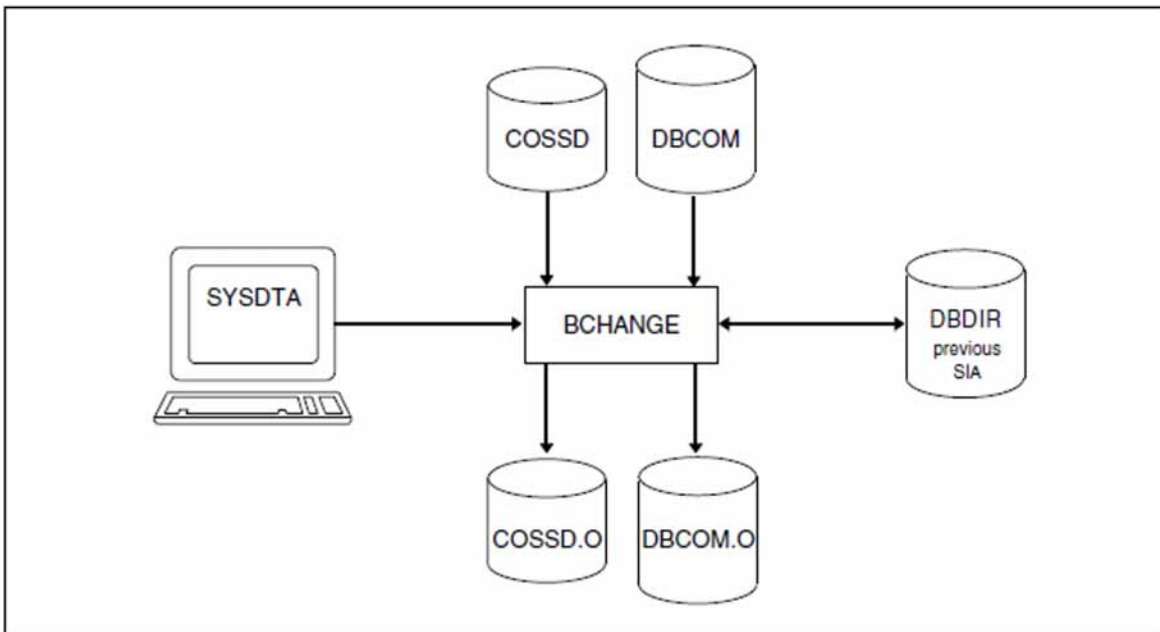 COSSD
DBCOM
SYSDTA
BCHANGE
DBDIR
previous
SIA
COSSD.O
DBCOM.O